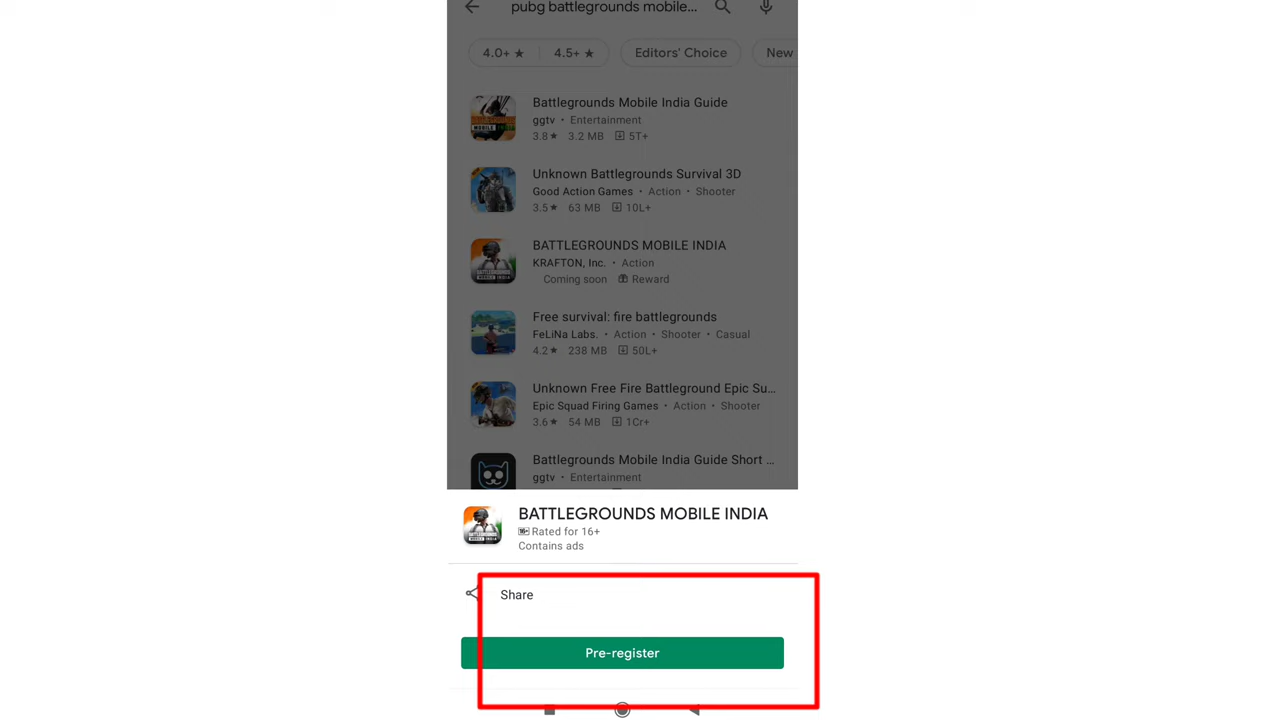 pubg battlegrounds mobile...
4.0+ ★ 4.5+ ★ Editors' Choice New
Battlegrounds Mobile India Guide
ggtv • Entertainment
3.8★ 3.2 MB 5T+
Unknown Battlegrounds Survival 3D
Good Action Games • Action • Shooter
3.5★ 63 MB 10L+
BATTLEGROUNDS MOBILE INDIA
KRAFTON, Inc. • Action
Coming soon Reward
Free survival: fire battlegrounds
FeLiNa Labs. • Action • Shooter • Casual
4.2★ 238 MB 50L+
Unknown Free Fire Battleground Epic Su...
Epic Squad Firing Games • Action • Shooter
3.6★ 54 MB 1Cr+
Battlegrounds Mobile India Guide Short ...
ggtv • Entertainment
BATTLEGROUNDS MOBILE INDIA
16+ Rated for 16+
Contains ads
Share
Pre-register